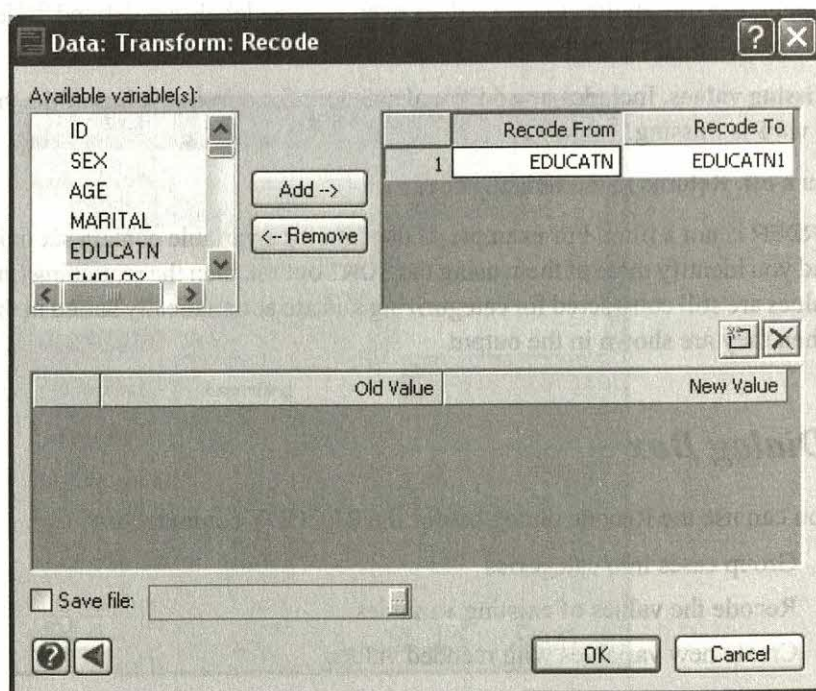 Data: Transform: Recode
Available variable(s):
ID
SEX
AGE
MARITAL
EDUCATN
EMPLOY
Add -->
<-- Remove
Recode From Recode To
1 EDUCATN EDUCATN1
Old Value New Value
Save file:
OK Cancel